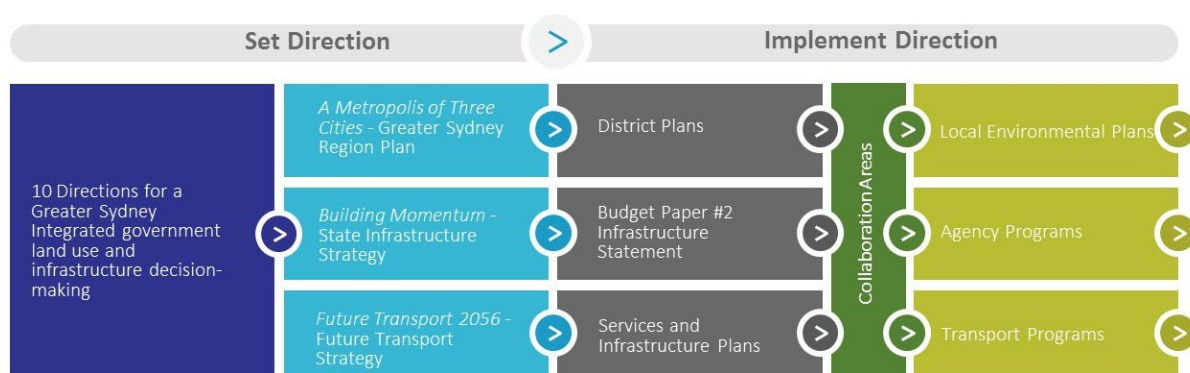 Set Direction
>
Implement Direction
10 Directions for a
Greater Sydney
Integrated government
land use and
infrastructure decision-
making
>
A Metropolis of Three
Cities - Greater Sydney
Region Plan
>
District Plans
>
Building Momentum -
State Infrastructure
Strategy
>
Budget Paper #2
Infrastructure
Statement
>
Future Transport 2056 -
Future Transport
Strategy
>
Services and
Infrastructure Plans
>
Collaboration Areas
>
Local Environmental Plans
>
>
Agency Programs
>
>
Transport Programs
>